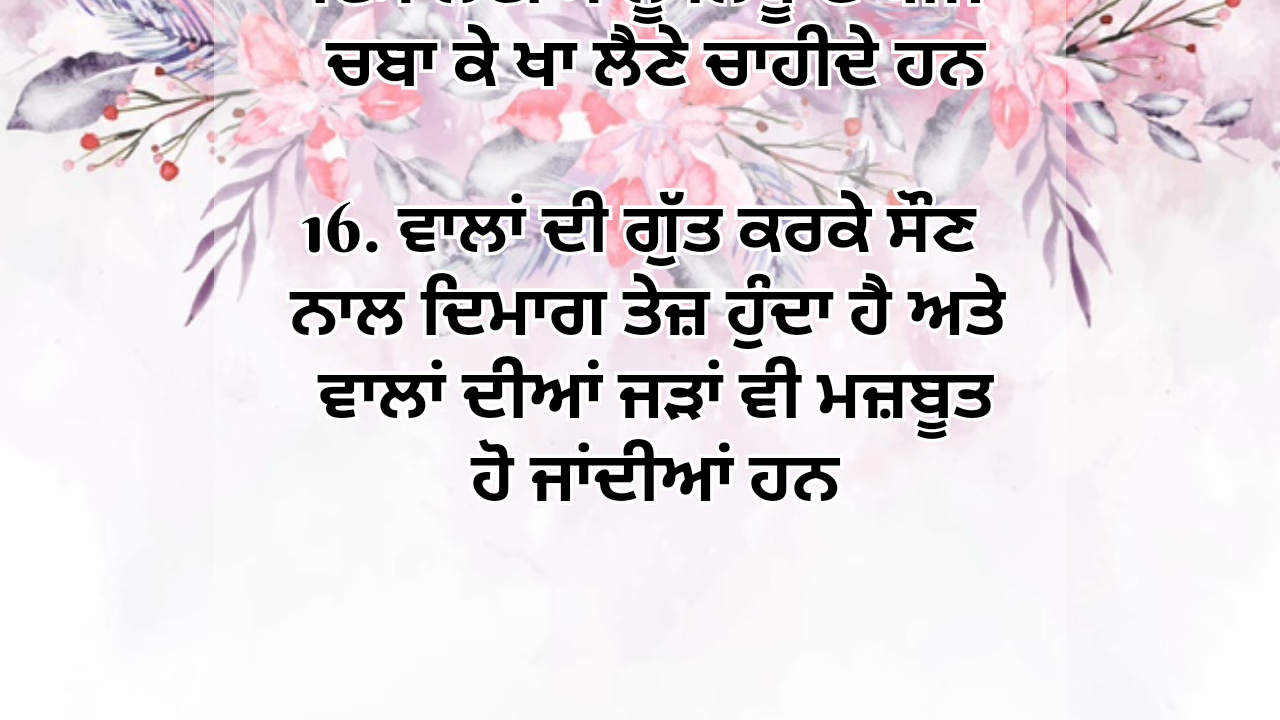 ਚਬਾ ਕੇ ਖਾ ਲੈਣੇ ਚਾਹੀਦੇ ਹਨ
16. ਵਾਲਾਂ ਦੀ ਗੁੱਤ ਕਰਕੇ ਸੌਣ
ਨਾਲ ਦਿਮਾਗ ਤੇਜ਼ ਹੁੰਦਾ ਹੈ ਅਤੇ
ਵਾਲਾਂ ਦੀਆਂ ਜੜਾਂ ਵੀ ਮਜ਼ਬੂਤ
ਹੋ ਜਾਂਦੀਆਂ ਹਨ